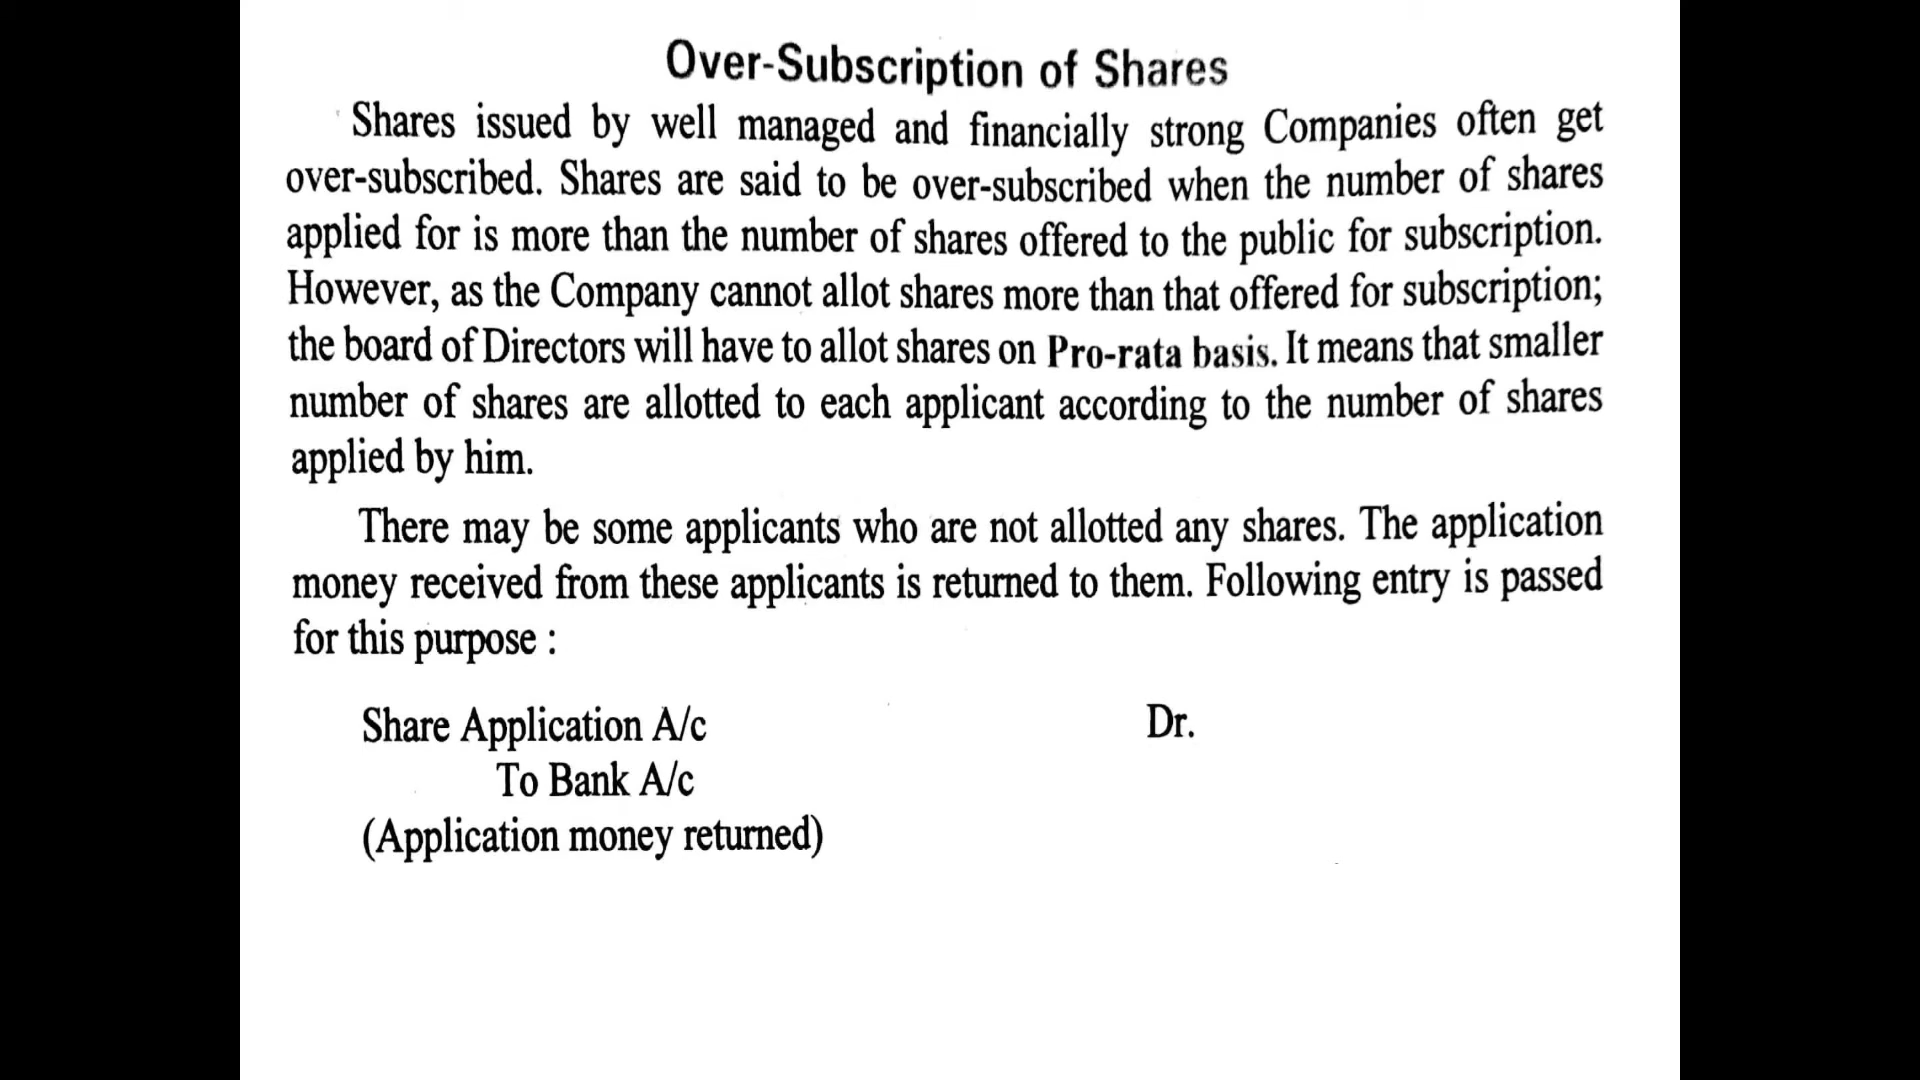 Over-Subscription of Shares
Shares issued by well managed and financially strong Companies often get
over-subscribed. Shares are said to be over-subscribed when the number of shares
applied for is more than the number of shares offered to the public for subscription.
However, as the Company cannot allot shares more than that offered for subscription;
the board of Directors will have to allot shares on Pro-rata basis. It means that smaller
number of shares are allotted to each applicant according to the number of shares
applied by him.
There may be some applicants who are not allotted any shares. The application
money received from these applicants is returned to them. Following entry is passed
for this purpose :
Share Application A/c Dr.
To Bank A/c
(Application money returned)